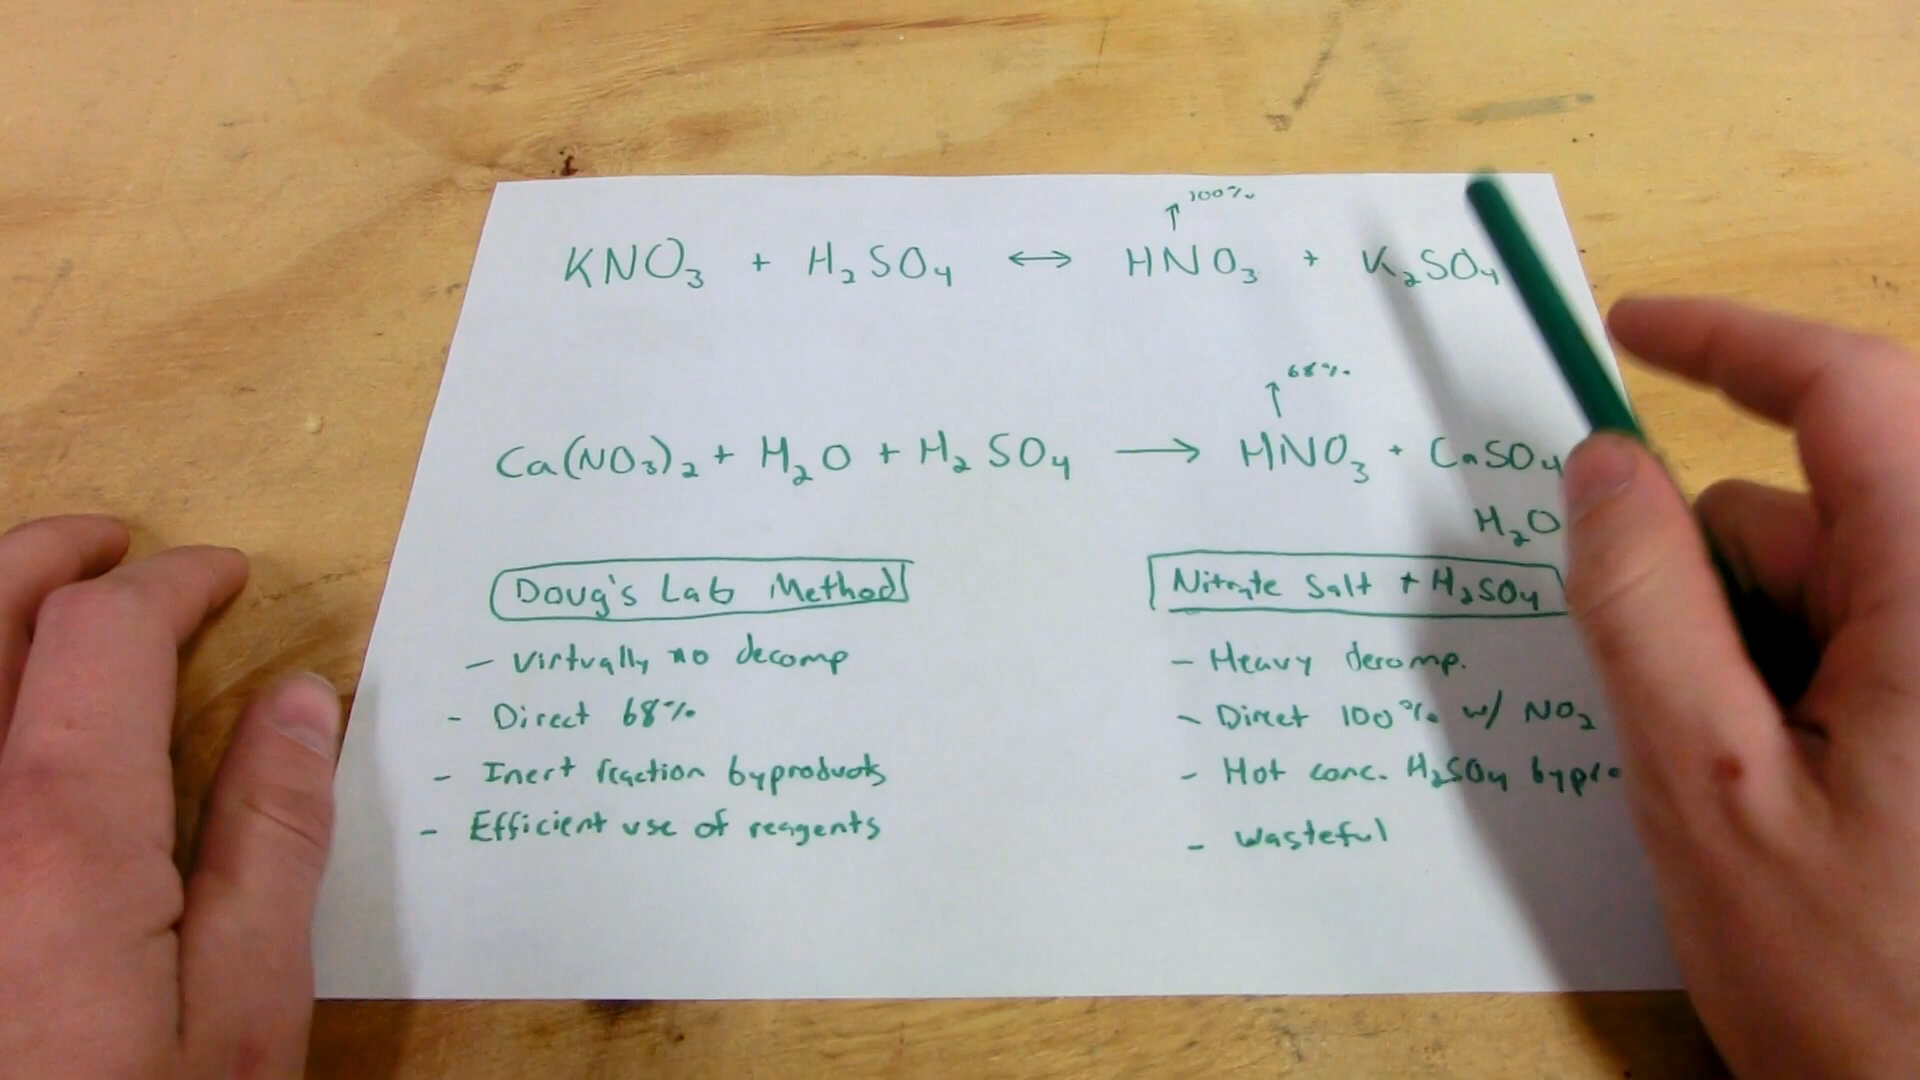 100%
KNO₃ + H₂SO₄ ↔ HNO₃ + K₂SO₄
68%
Ca(NO₃)₂ + H₂O + H₂SO₄ → HNO₃ + CaSO₄
H₂O
Doug's Lab Method
- Virtually no decomp
- Direct 68%
- Inert reaction byproducts
- Efficient use of reagents
Nitrate Salt + H₂SO₄
- Heavy decomp.
- Direct 100% w/ NO₂
- Hot conc. H₂SO₄ bypro
- Wasteful